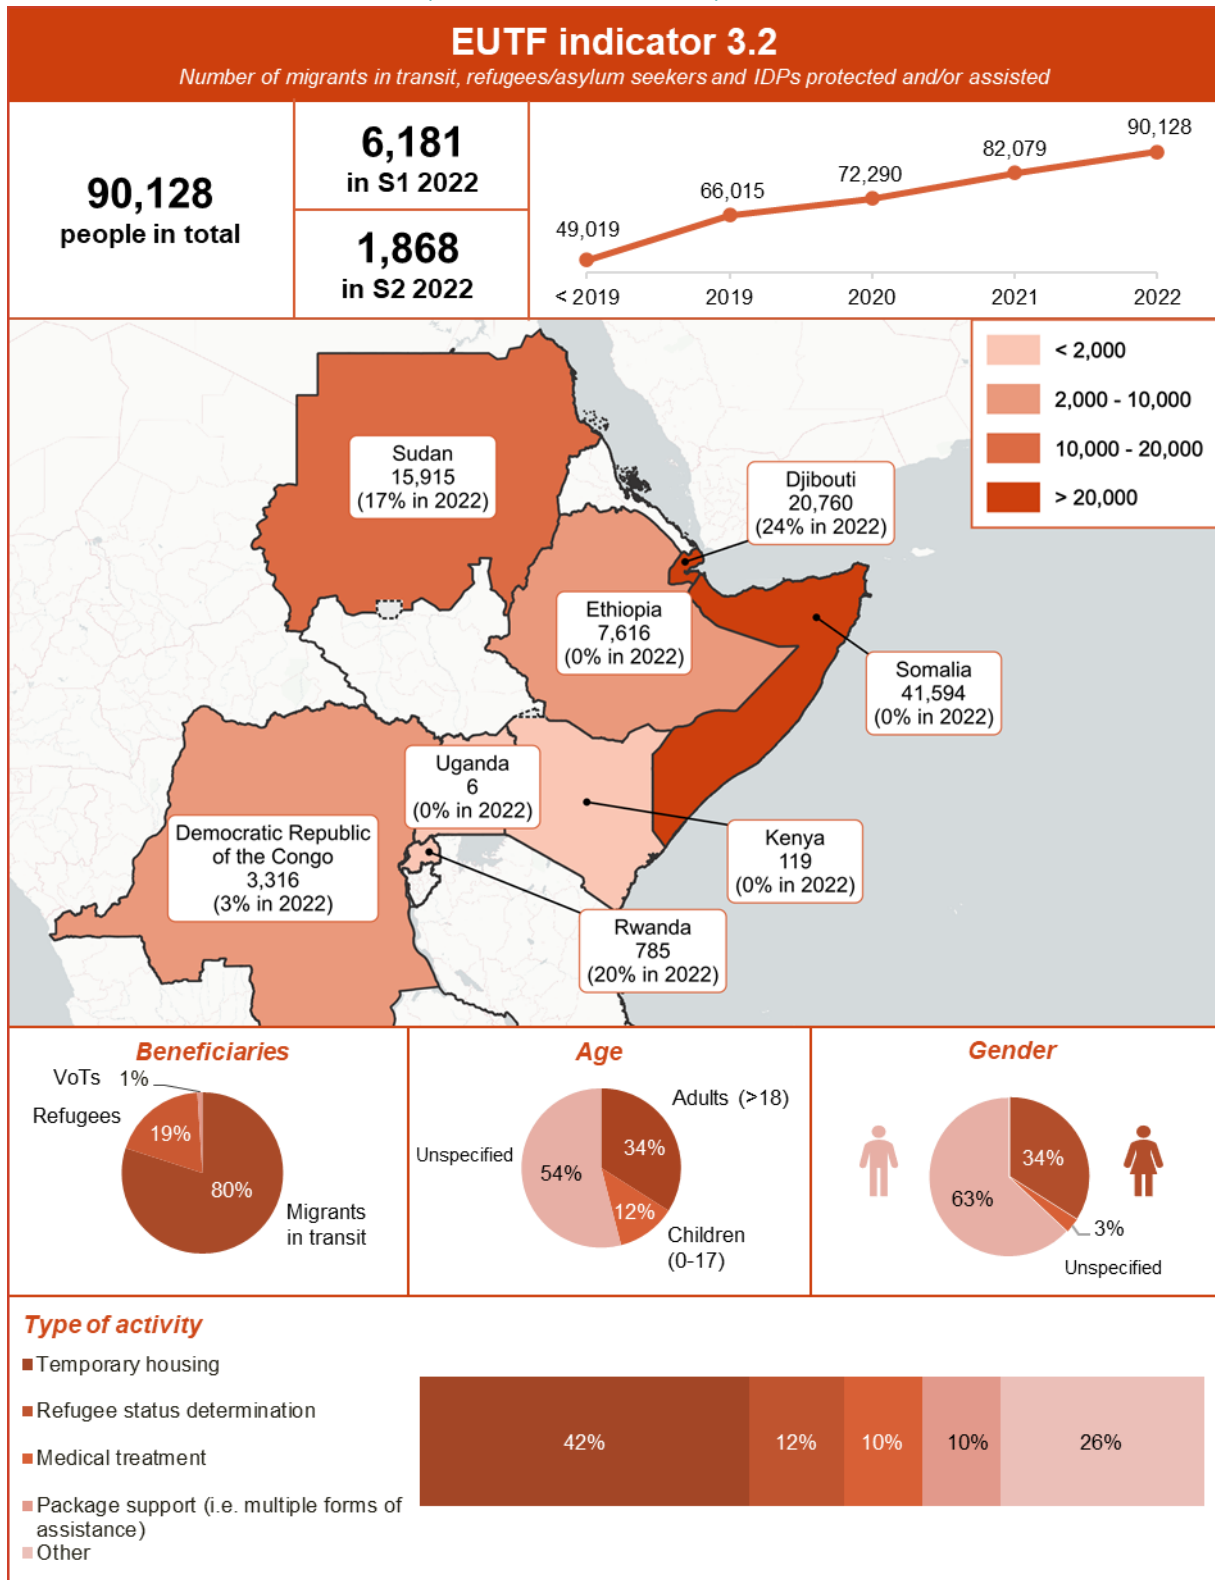 EUTF indicator 3.2
Number of migrants in transit, refugees/asylum seekers and IDPs protected and/or assisted
90,128
people in total
6,181
in S1 2022
1,868
in S2 2022
49,019
66,015
72,290
82,079
90,128
< 2019
2019
2020
2021
2022
< 2,000
2,000 - 10,000
10,000 - 20,000
> 20,000
Sudan
15,915
(17% in 2022)
Djibouti
20,760
(24% in 2022)
Ethiopia
7,616
(0% in 2022)
Somalia
41,594
(0% in 2022)
Uganda
6
(0% in 2022)
Democratic Republic
of the Congo
3,316
(3% in 2022)
Kenya
119
(0% in 2022)
Rwanda
785
(20% in 2022)
Beneficiaries
VoTs 1%
Refugees
19%
80%
Migrants
in transit
Age
Adults (>18)
Unspecified
34%
54%
12%
Children
(0-17)
Gender
34%
63%
3%
Unspecified
Type of activity
Temporary housing
Refugee status determination
Medical treatment
Package support (i.e. multiple forms of
assistance)
Other
42%
12%
10%
10%
26%